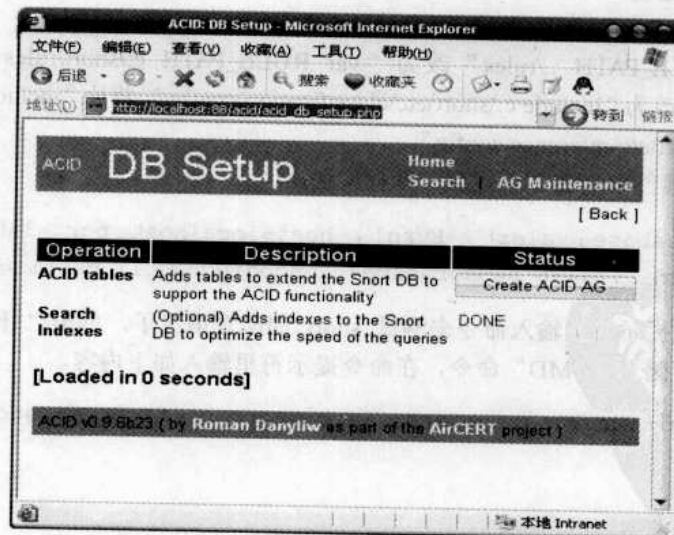 ACID: DB Setup - Microsoft Internet Explorer
文件(F) 编辑(E) 查看(V) 收藏(A) 工具(T) 帮助(H)
后退 搜索 收藏夹
地址(D) http://localhost:88/acid/acid_db_setup.php 转到 链接
ACID DB Setup
Home
Search | AG Maintenance
[ Back ]
Operation Description Status
ACID tables Adds tables to extend the Snort DB to support the ACID functionality Create ACID AG
Search Indexes (Optional) Adds indexes to the Snort DB to optimize the speed of the queries DONE
[Loaded in 0 seconds]
ACID v0.9.6b23 ( by Roman Danyliw as part of the AirCERT project )
本地 Intranet